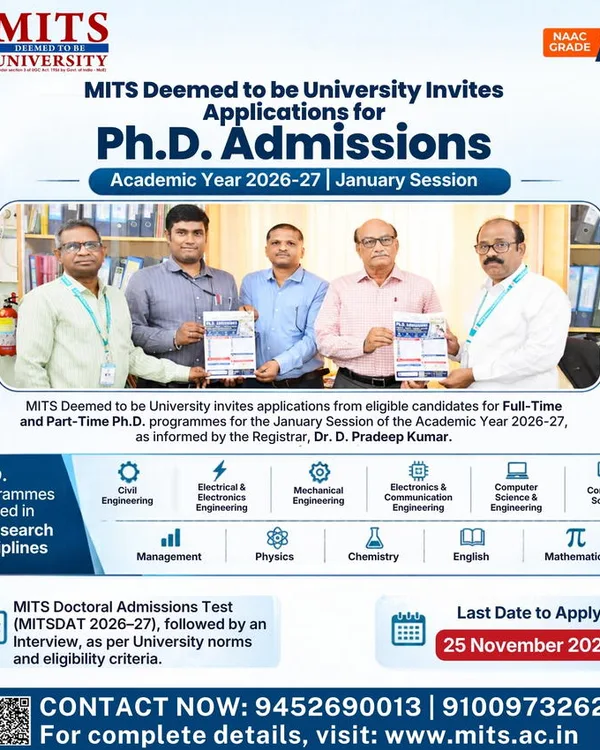 MITS
DEEMED TO BE
UNIVERSITY
NAAC
GRADE
MITS Deemed to be University Invites
Applications for
Ph.D. Admissions
Academic Year 2026-27 | January Session
MITS Deemed to be University invites applications from eligible candidates for Full-Time
and Part-Time Ph.D. programmes for the January Session of the Academic Year 2026-27,
as informed by the Registrar, Dr. D. Pradeep Kumar.
Civil
Engineering
Electrical &
Electronics
Engineering
Mechanical
Engineering
Electronics &
Communication
Engineering
Computer
Science &
Engineering
Management
Physics
Chemistry
English
MITS Doctoral Admissions Test
(MITSDAT 2026–27), followed by an
Interview, as per University norms
and eligibility criteria.
Last Date to Apply
25 November 202
CONTACT NOW: 9452690013 | 9100973262
For complete details, visit: www.mits.ac.in